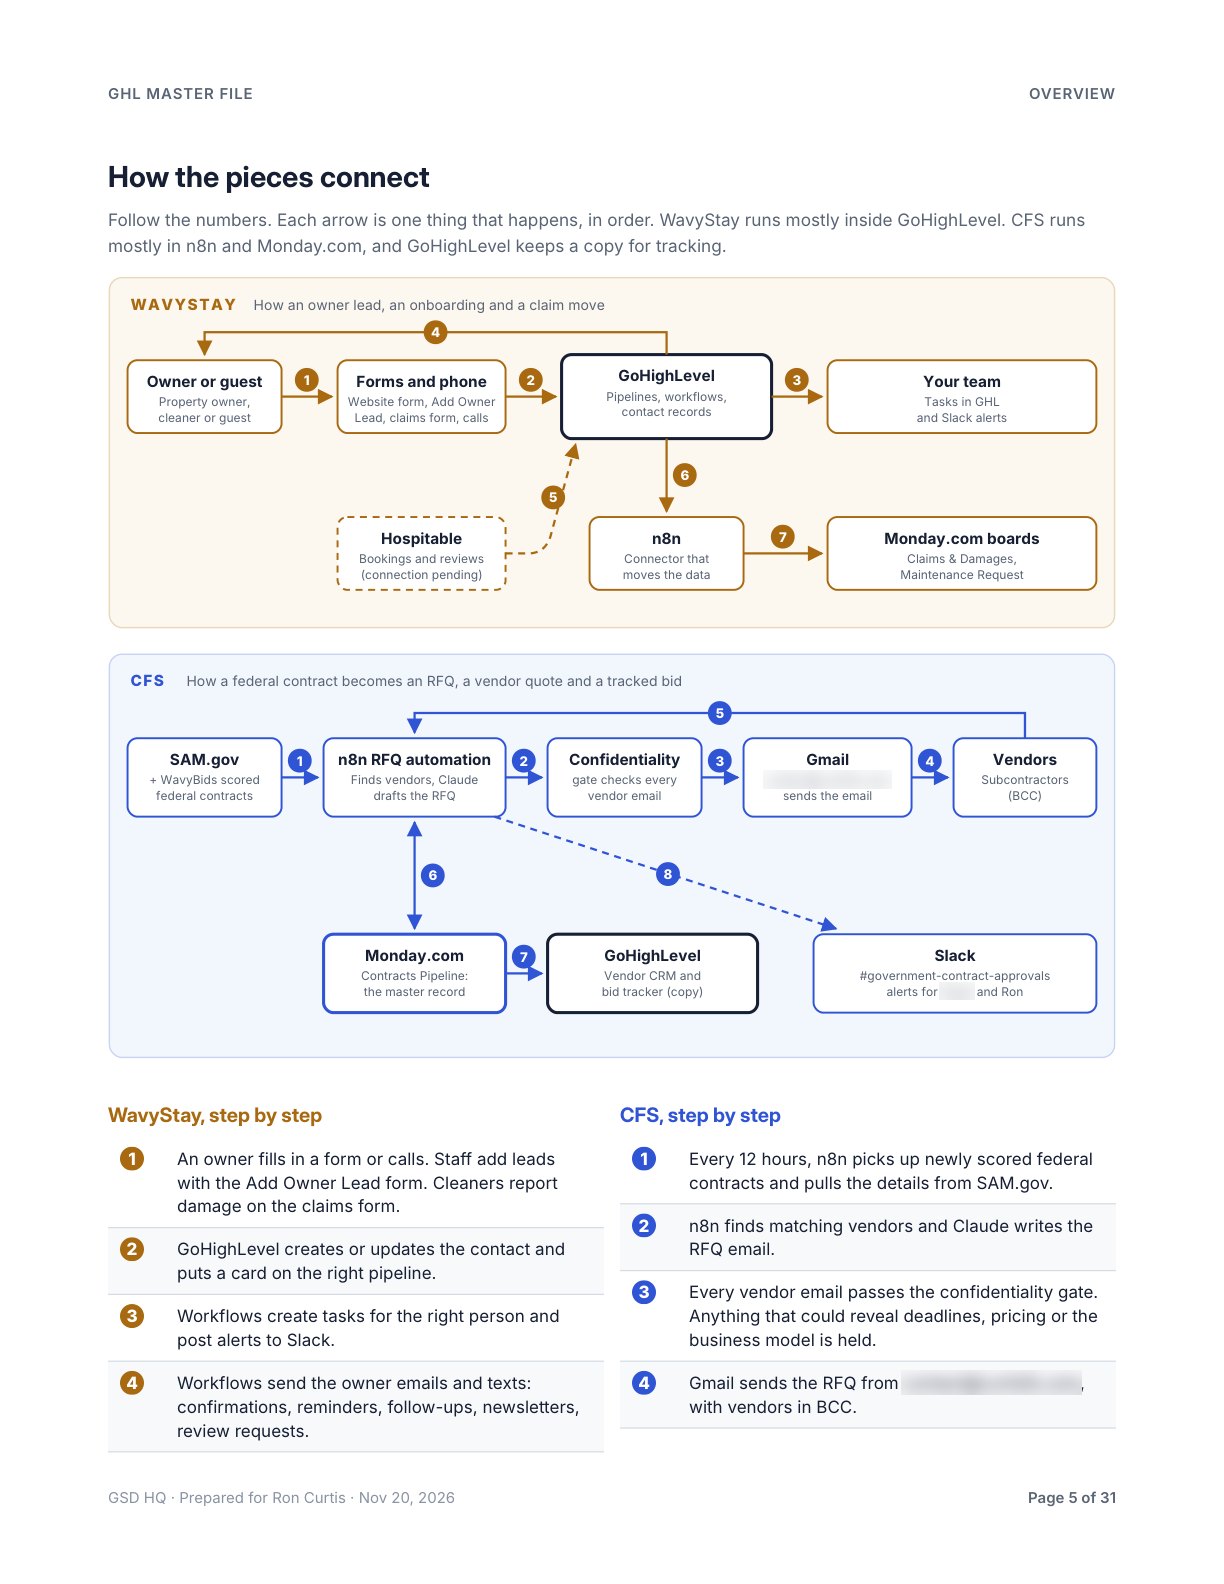 GHL MASTER FILE
OVERVIEW
How the pieces connect
Follow the numbers. Each arrow is one thing that happens, in order. WavyStay runs mostly inside GoHighLevel. CFS runs
mostly in n8n and Monday.com, and GoHighLevel keeps a copy for tracking.
WAVYSTAY How an owner lead, an onboarding and a claim move
4
Owner or guest
Property owner,
cleaner or guest
1
Forms and phone
Website form, Add Owner
Lead, claims form, calls
2
GoHighLevel
Pipelines, workflows,
contact records
3
Your team
Tasks in GHL
and Slack alerts
5
6
Hospitable
Bookings and reviews
(connection pending)
n8n
Connector that
moves the data
7
Monday.com boards
Claims & Damages,
Maintenance Request
CFS How a federal contract becomes an RFQ, a vendor quote and a tracked bid
5
SAM.gov
+ WavyBids scored
federal contracts
1
n8n RFQ automation
Finds vendors, Claude
drafts the RFQ
2
Confidentiality
gate checks every
vendor email
3
Gmail
sends the email
4
Vendors
Subcontractors
(BCC)
6
8
Monday.com
Contracts Pipeline:
the master record
7
GoHighLevel
Vendor CRM and
bid tracker (copy)
Slack
#government-contract-approvals
alerts for and Ron
WavyStay, step by step
1 An owner fills in a form or calls. Staff add leads
with the Add Owner Lead form. Cleaners report
damage on the claims form.
2 GoHighLevel creates or updates the contact and
puts a card on the right pipeline.
3 Workflows create tasks for the right person and
post alerts to Slack.
4 Workflows send the owner emails and texts:
confirmations, reminders, follow-ups, newsletters,
review requests.
CFS, step by step
1 Every 12 hours, n8n picks up newly scored federal
contracts and pulls the details from SAM.gov.
2 n8n finds matching vendors and Claude writes the
RFQ email.
3 Every vendor email passes the confidentiality gate.
Anything that could reveal deadlines, pricing or the
business model is held.
4 Gmail sends the RFQ from ,
with vendors in BCC.
GSD HQ · Prepared for Ron Curtis · Nov 20, 2026
Page 5 of 31